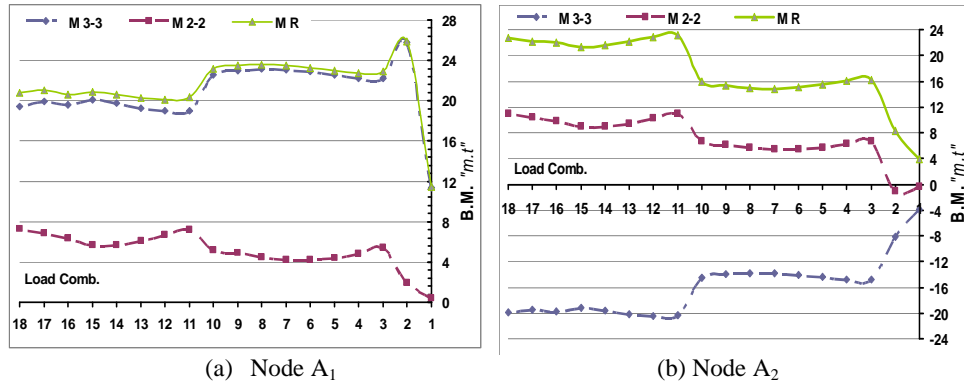 M 3-3 M 2-2 M R
28
24
20
16
12
8
4
0
B.M. "m.t"
Load Comb.
18 17 16 15 14 13 12 11 10 9 8 7 6 5 4 3 2 1
(a) Node A1
M 3-3 M 2-2 M R
24
20
16
12
8
4
0
-4
-8
-12
-16
-20
-24
B.M. "m.t"
Load Comb.
18 17 16 15 14 13 12 11 10 9 8 7 6 5 4 3 2 1
(b) Node A2